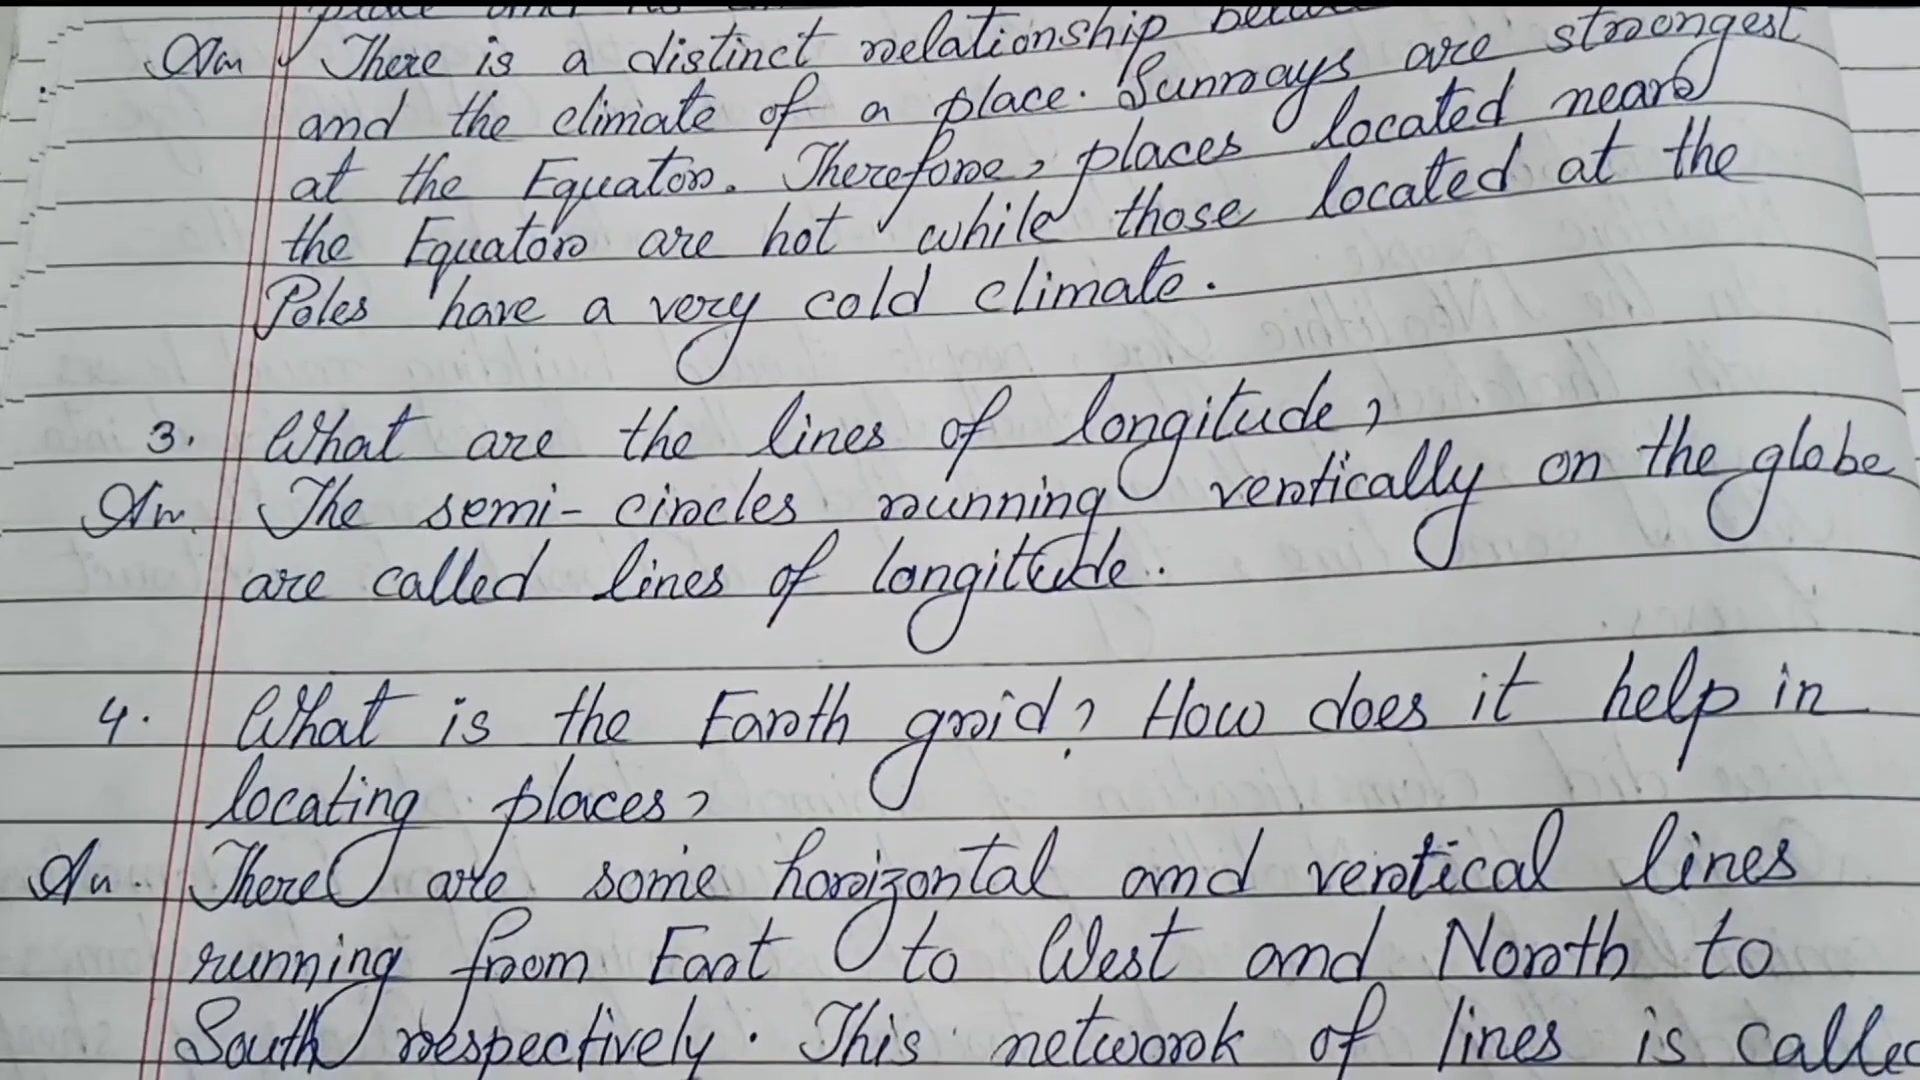 Ans There is a distinct relationship
and the climate of a place. Sunrays are strongest
at the Equator. Therefore, places located near
the Equator are hot while those located at the
Poles have a very cold climate.
3. What are the lines of longitude?
Ans. The semi-circles running vertically on the globe
are called lines of longitude.
4. What is the Earth grid? How does it help in
locating places?
An. There are some horizontal and vertical lines
running from East to West and North to
South respectively. This network of lines is called